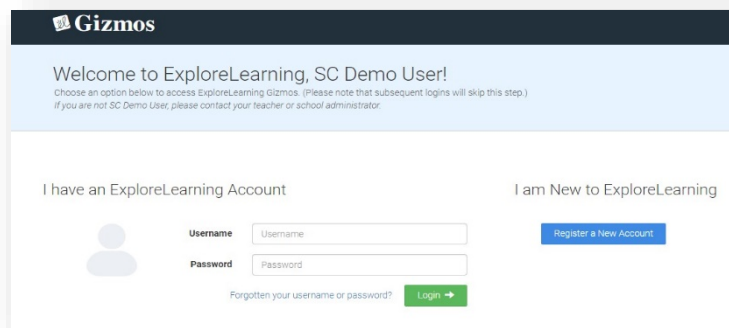 Gizmos
Welcome to ExploreLearning, SC Demo User!
Choose an option below to access ExploreLearning Gizmos. (Please note that subsequent logins will skip this step.)
If you are not SC Demo User, please contact your teacher or school administrator.
I have an ExploreLearning Account
Username
Username
Password
Password
Forgotten your username or password?
Login →
I am New to ExploreLearning
Register a New Account